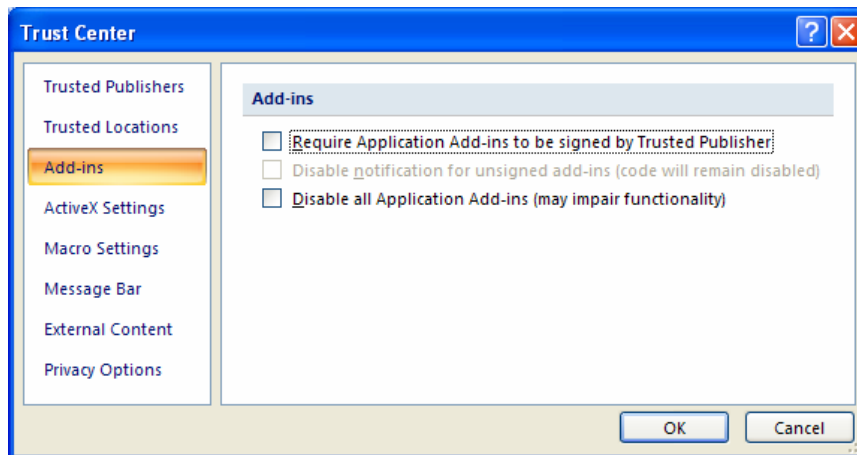 Trust Center
Trusted Publishers
Trusted Locations
Add-ins
ActiveX Settings
Macro Settings
Message Bar
External Content
Privacy Options
Add-ins
Require Application Add-ins to be signed by Trusted Publisher
Disable notification for unsigned add-ins (code will remain disabled)
Disable all Application Add-ins (may impair functionality)
OK
Cancel